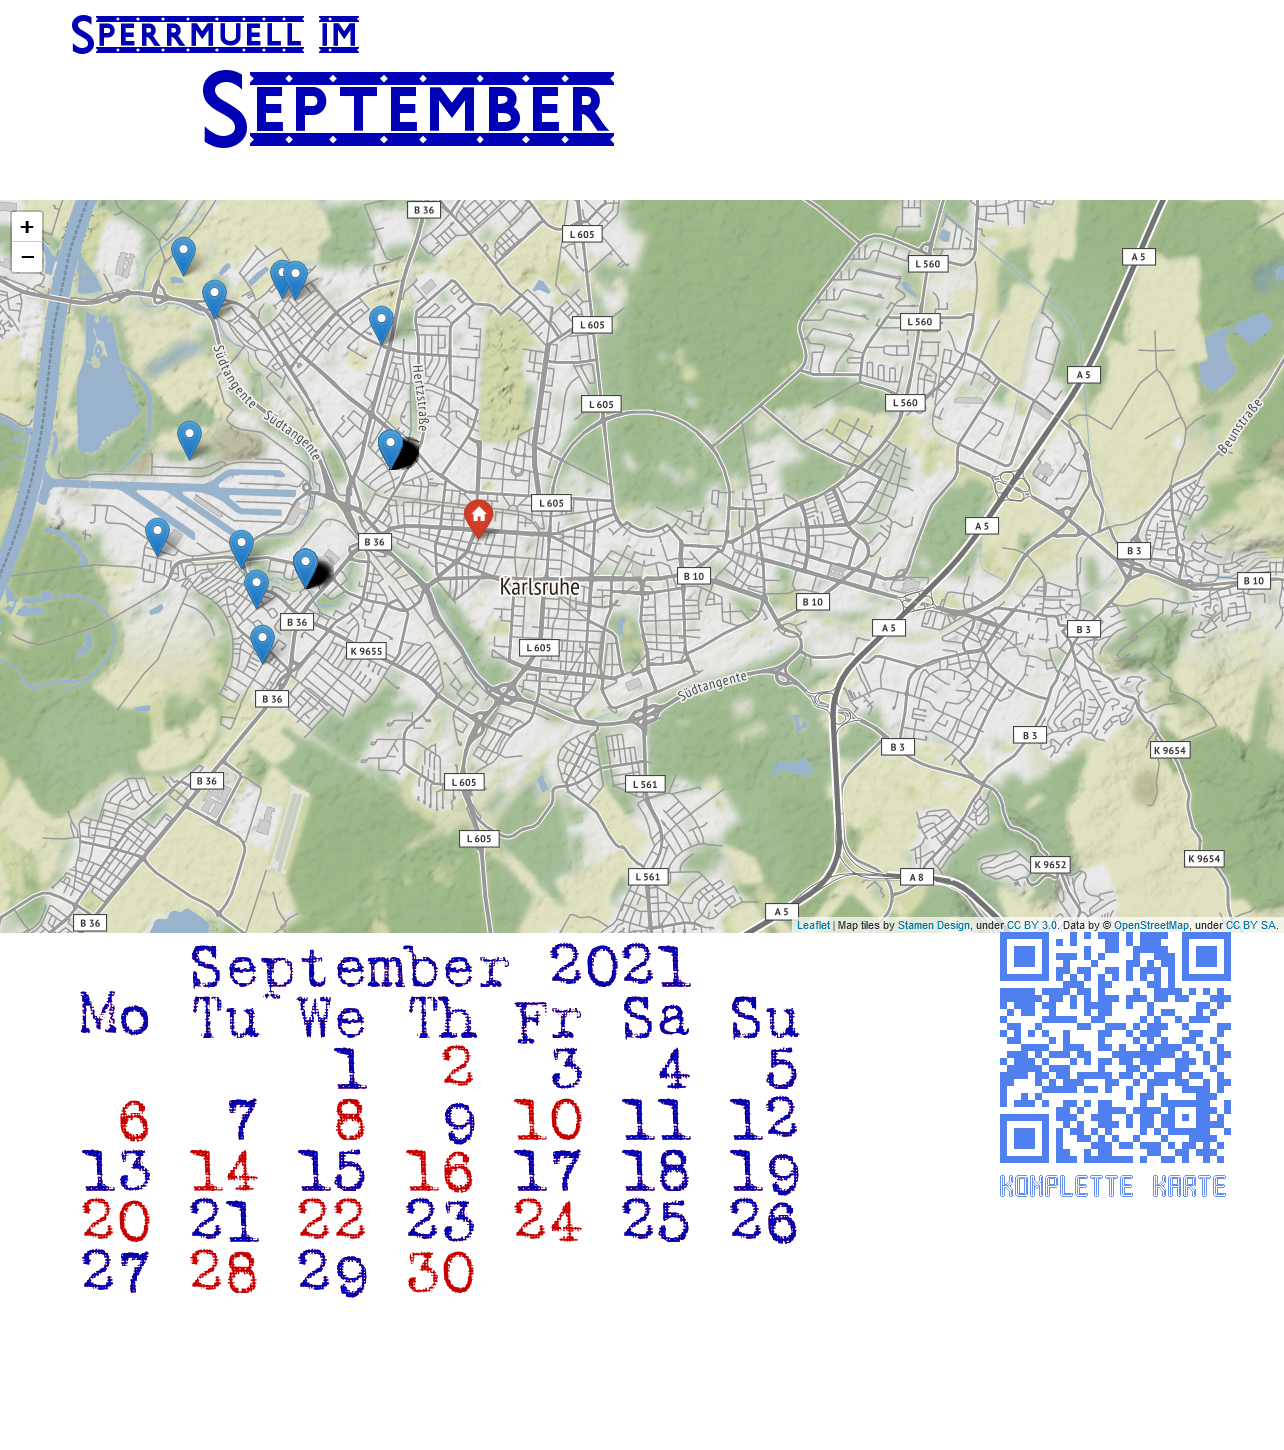 Sperrmuell im
September
+
−
B 36
L 605
L 560
A 5
L 605
L 560
Südtangente
Hertzstraße
A 5
L 605
L 560
Südtangente
Beunstraße
L 605
A 5
B 36
B 3
Karlsruhe
B 10
B 10
B 10
B 36
A 5
B 3
K 9655
L 605
Südtangente
B 36
B 3
B 3
K 9654
B 36
L 605
L 561
L 605
K 9652
K 9654
L 561
A 8
A 5
B 36
Leaflet | Map tiles by Stamen Design, under CC BY 3.0. Data by © OpenStreetMap, under CC BY SA.
September 2021
Mo Tu We Th Fr Sa Su
1 2 3 4 5
6 7 8 9 10 11 12
13 14 15 16 17 18 19
20 21 22 23 24 25 26
27 28 29 30
KOMPLETTE KARTE